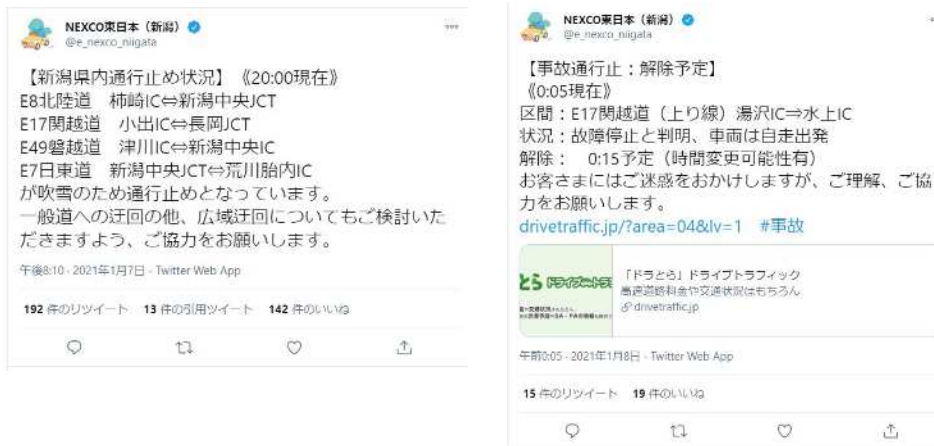 NEXCO東日本（新潟）
@e_nexco_niigata
【新潟県内通行止め状況】《20:00現在》
E8北陸道　柿崎IC⇔新潟中央JCT
E17関越道　小出IC⇔長岡JCT
E49磐越道　津川IC⇔新潟中央IC
E7日東道　新潟中央JCT⇔荒川胎内IC
が吹雪のため通行止めとなっています。
一般道への迂回の他、広域迂回についてもご検討いた
だきますよう、ご協力をお願いします。
午後8:10 · 2021年1月7日 · Twitter Web App
192 件のリツイート　13 件の引用ツイート　142 件のいいね
NEXCO東日本（新潟）
@e_nexco_niigata
【事故通行止：解除予定】
《0:05現在》
区間：E17関越道（上り線）湯沢IC⇒水上IC
状況：故障停止と判明、車両は自走出発
解除：　0:15予定（時間変更可能性有）
お客さまにはご迷惑をおかけしますが、ご理解、ご協
力をお願いします。
drivetraffic.jp/?area=04&lv=1　#事故
とら ドライブ トラ
「ドラとら」ドライブトラフィック
高速道路料金や交通状況はもちろん
drivetraffic.jp
午前0:05 · 2021年1月8日 · Twitter Web App
15 件のリツイート　19 件のいいね